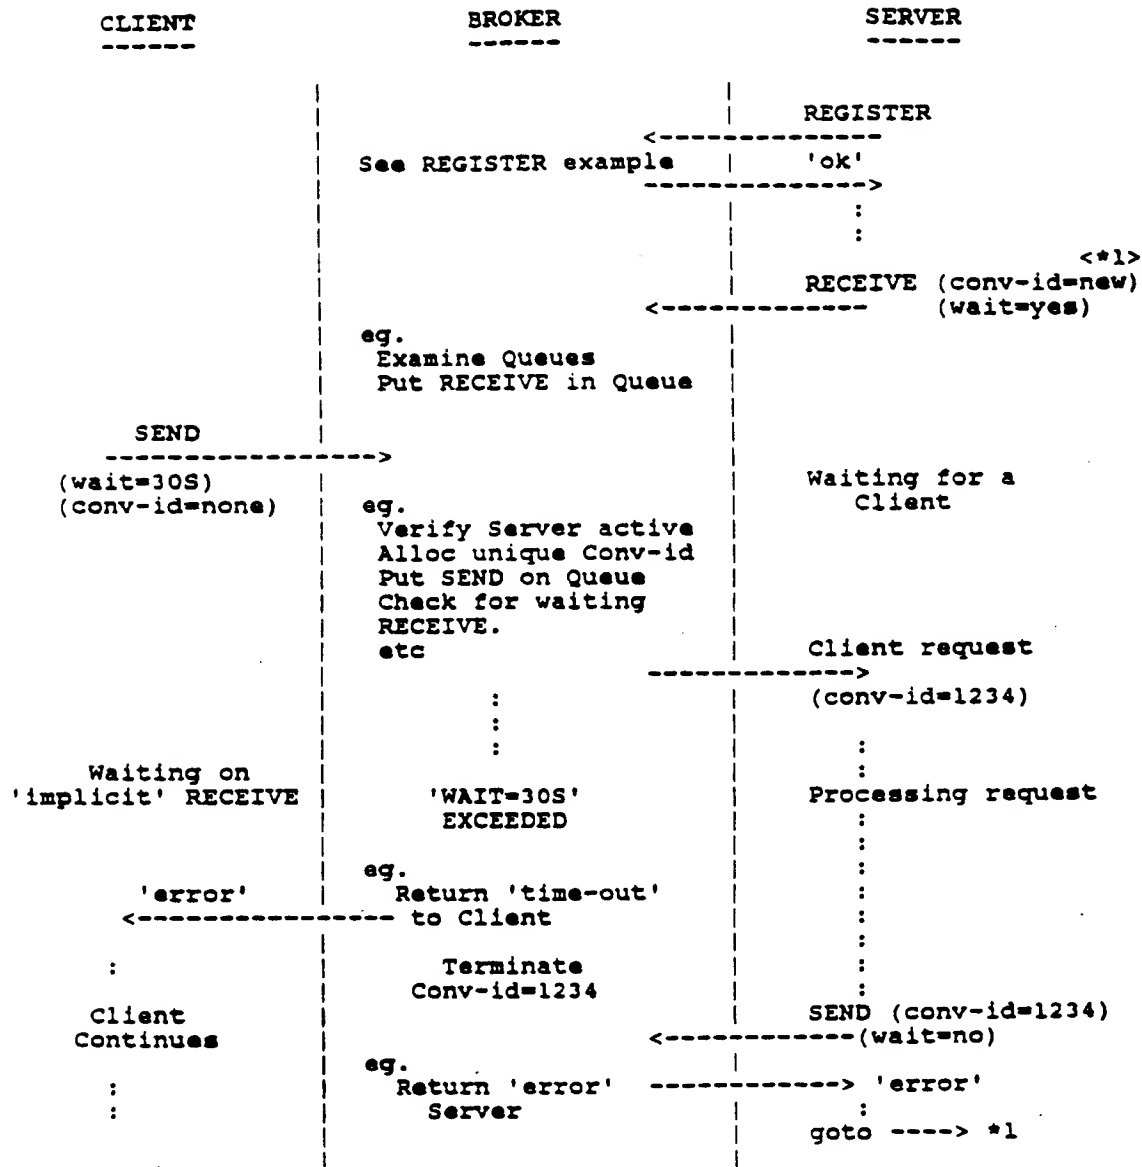 CLIENT BROKER SERVER
------ ------ ------
REGISTER
<--------------
See REGISTER example 'ok'
-------------->
:
:
<*1>
RECEIVE (conv-id=new)
<------------- (wait=yes)
eg.
Examine Queues
Put RECEIVE in Queue
SEND
------------------>
(wait=30S)
(conv-id=none)
Waiting for a
Client
eg.
Verify Server active
Alloc unique Conv-id
Put SEND on Queue
Check for waiting
RECEIVE.
etc
Client request
------------->
(conv-id=1234)
:
:
:
:
:
Waiting on
'implicit' RECEIVE
'WAIT=30S'
EXCEEDED
Processing request
:
:
:
:
:
:
:
eg.
Return 'time-out'
to Client
'error'
<-----------------
:
Terminate
Conv-id=1234
Client
Continues
SEND (conv-id=1234)
<------------(wait=no)
eg.
Return 'error' ------------> 'error'
Server
:
:
:
goto ----> *1